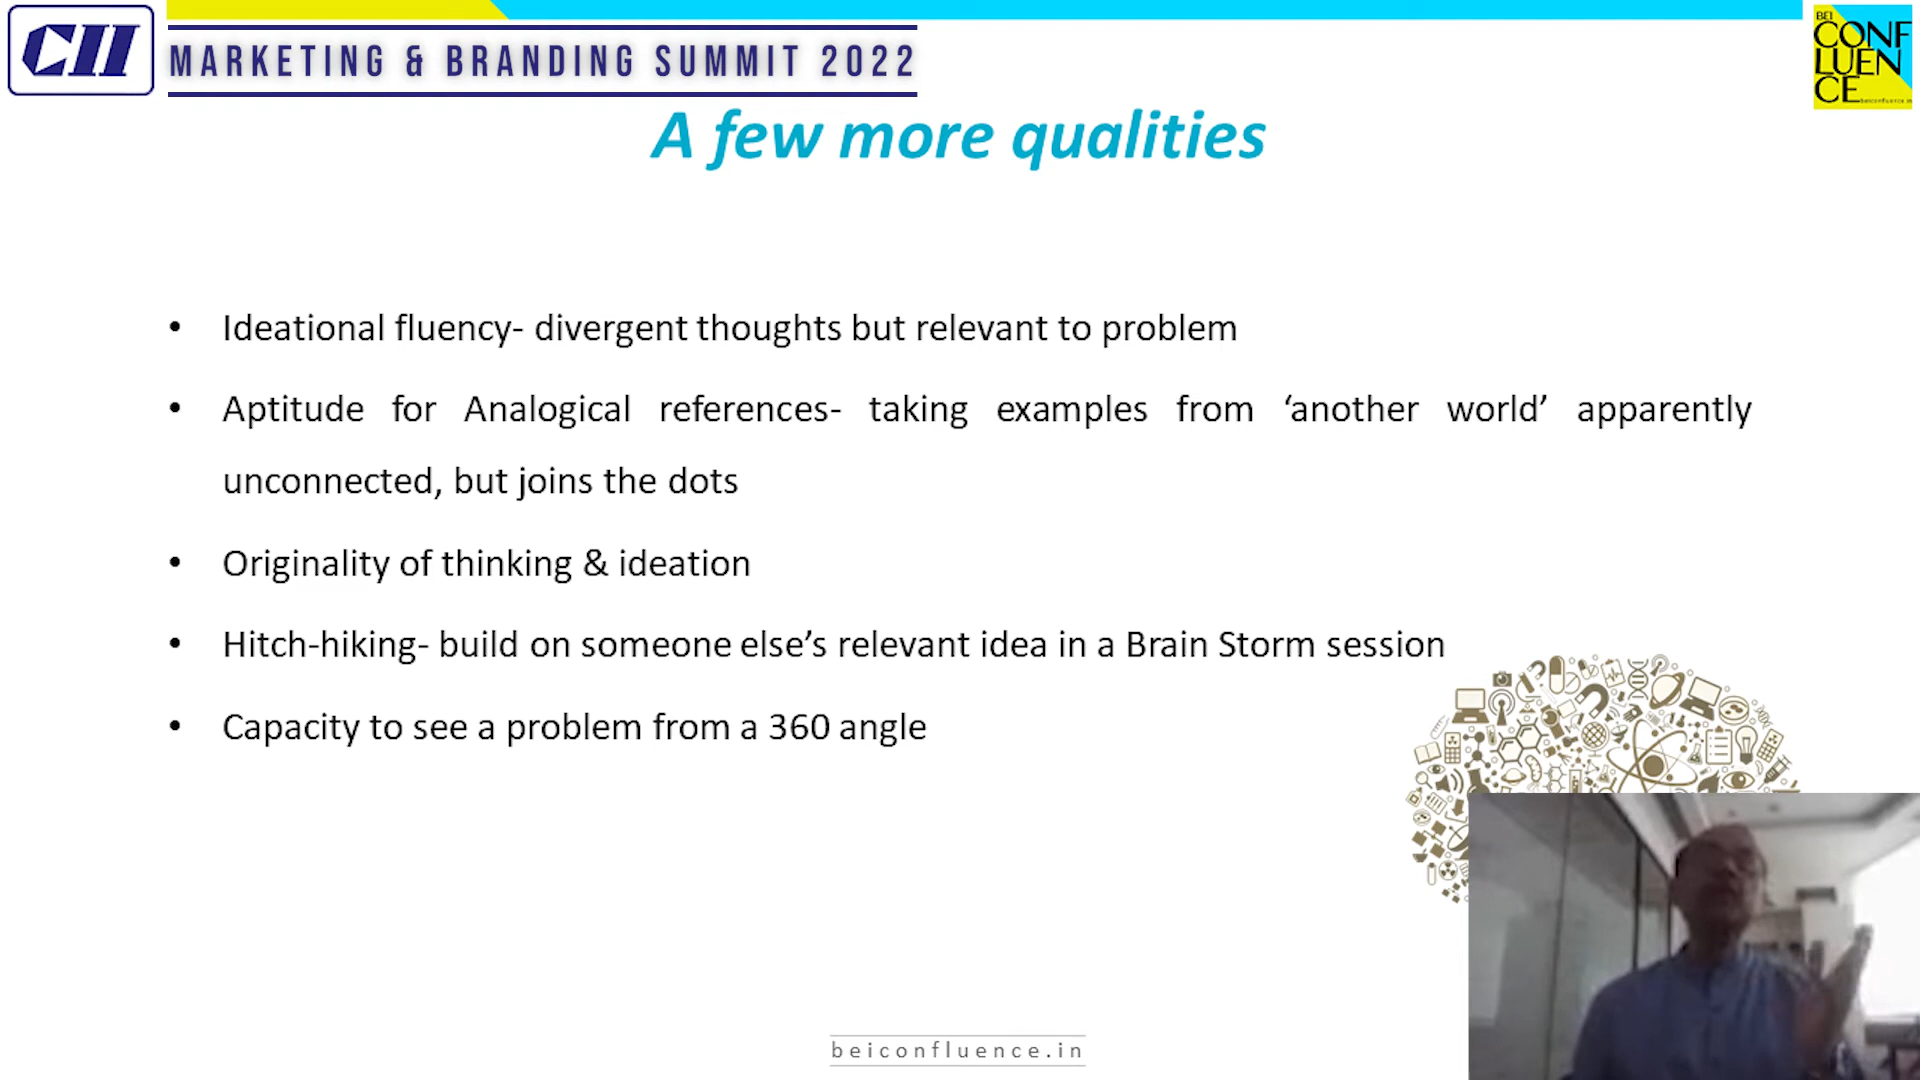 CII
MARKETING & BRANDING SUMMIT 2022
BEI
CONF
LUEN
CE
beiconfluence.in
A few more qualities
• Ideational fluency- divergent thoughts but relevant to problem
• Aptitude for Analogical references- taking examples from ‘another world’ apparently
unconnected, but joins the dots
• Originality of thinking & ideation
• Hitch-hiking- build on someone else’s relevant idea in a Brain Storm session
• Capacity to see a problem from a 360 angle
beiconfluence.in